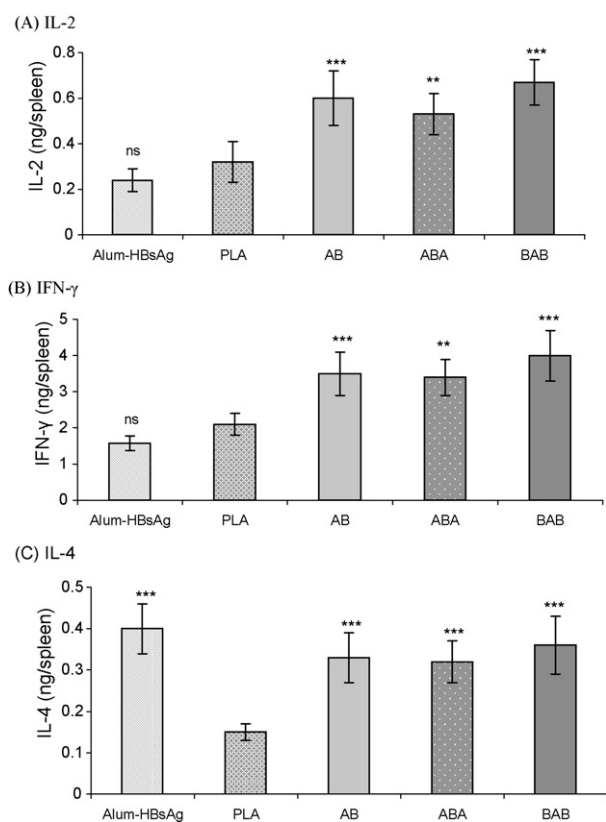 (A) IL-2
IL-2 (ng/spleen)
0.8
0.6
0.4
0.2
0
ns
***
**
***
Alum-HBsAg PLA AB ABA BAB
(B) IFN-γ
IFN-γ (ng/spleen)
5
4
3
2
1
0
ns
***
**
***
Alum-HBsAg PLA AB ABA BAB
(C) IL-4
IL-4 (ng/spleen)
0.5
0.4
0.3
0.2
0.1
0
***
***
***
***
Alum-HBsAg PLA AB ABA BAB